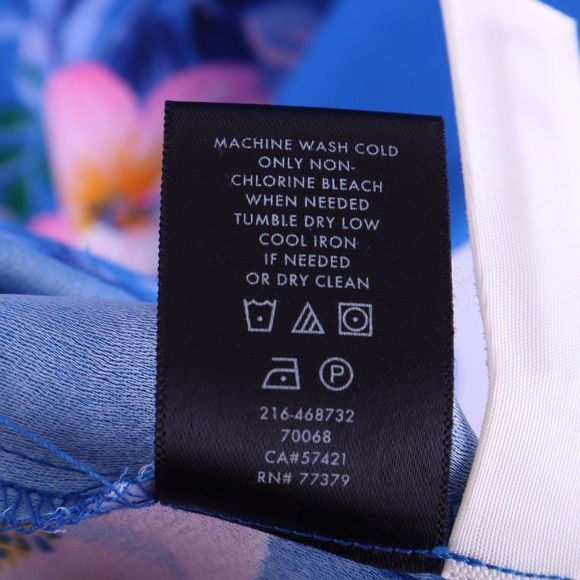 MACHINE WASH COLD
ONLY NON-
CHLORINE BLEACH
WHEN NEEDED
TUMBLE DRY LOW
COOL IRON
IF NEEDED
OR DRY CLEAN
P
216-468732
70068
CA#57421
RN# 77379